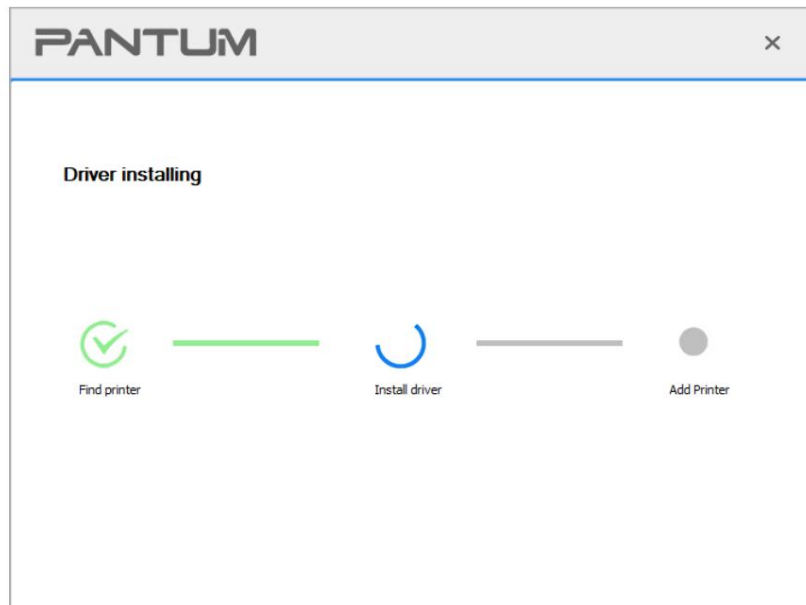 PANTUM
Driver installing
Find printer
Install driver
Add Printer